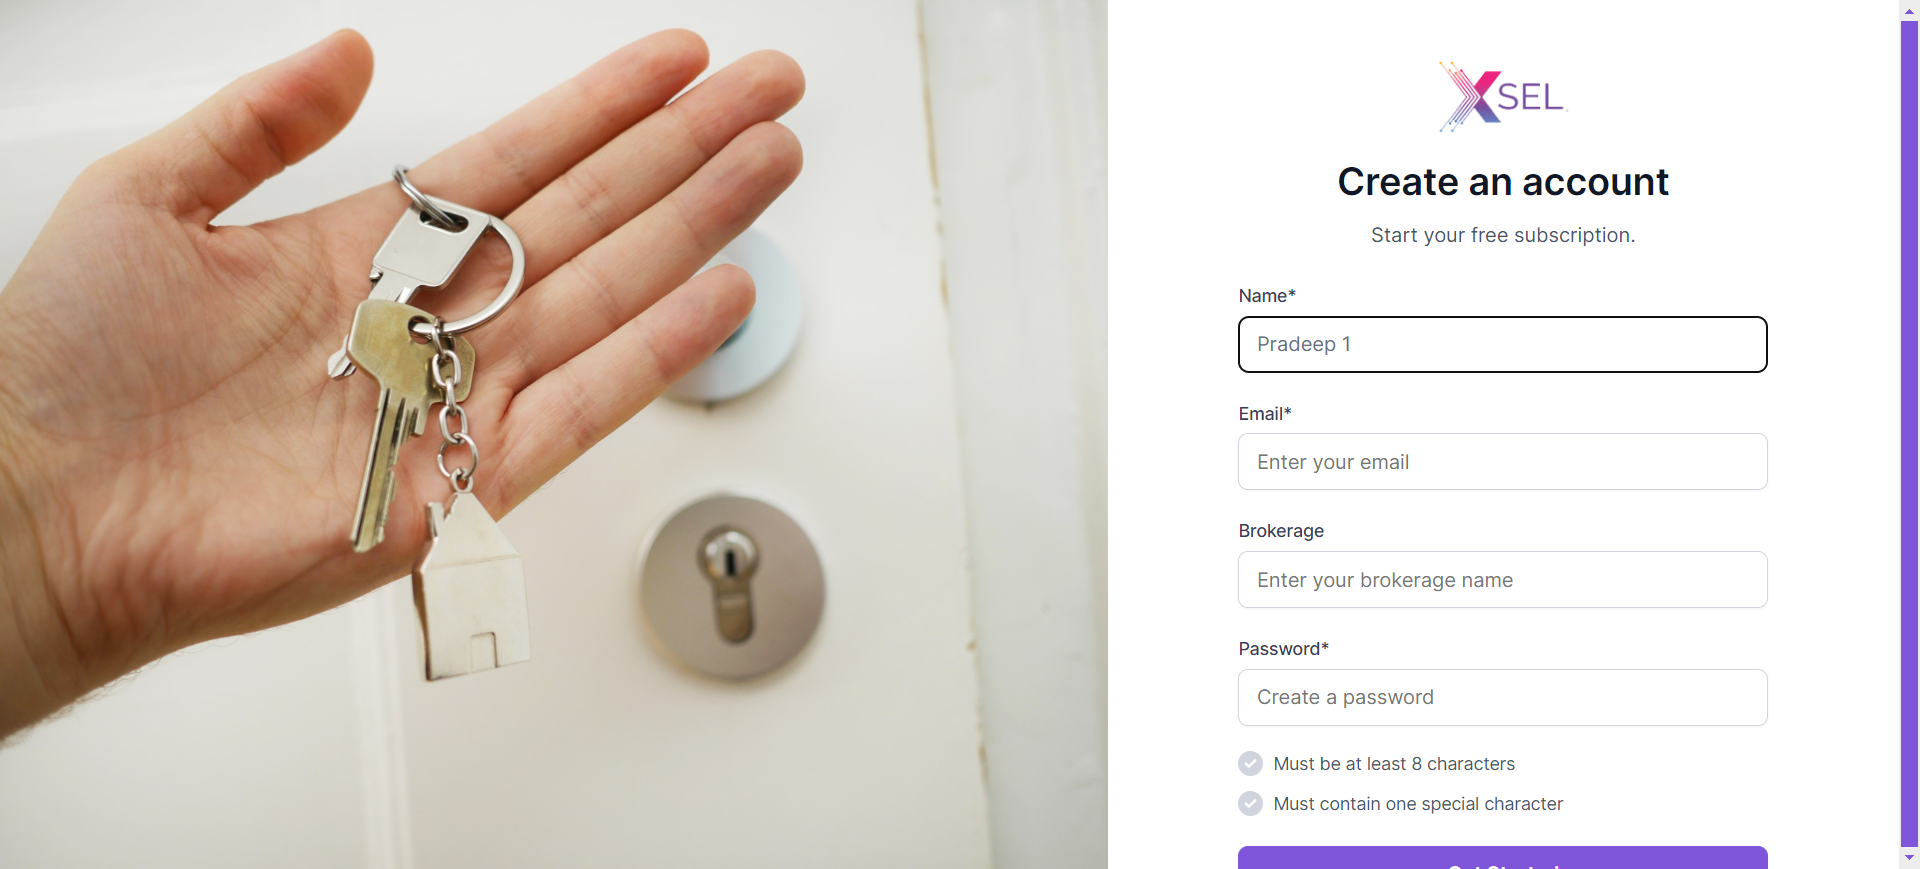 XSEL
Create an account
Start your free subscription.
Name*
Pradeep 1
Email*
Enter your email
Brokerage
Enter your brokerage name
Password*
Create a password
Must be at least 8 characters
Must contain one special character